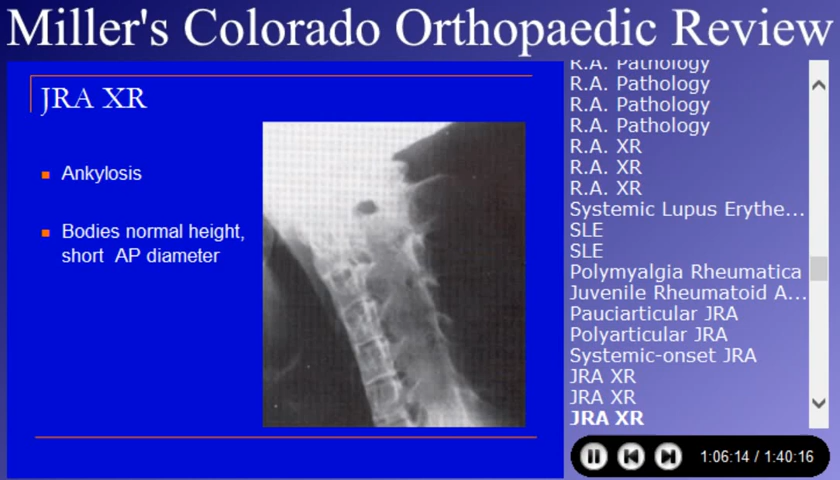 Miller's Colorado Orthopaedic Review
JRA XR
Ankylosis
Bodies normal height,
short AP diameter
R.A. Pathology
R.A. Pathology
R.A. Pathology
R.A. Pathology
R.A. XR
R.A. XR
R.A. XR
Systemic Lupus Erythe...
SLE
SLE
Polymyalgia Rheumatica
Juvenile Rheumatoid A...
Pauciarticular JRA
Polyarticular JRA
Systemic-onset JRA
JRA XR
JRA XR
JRA XR
1:06:14 / 1:40:16